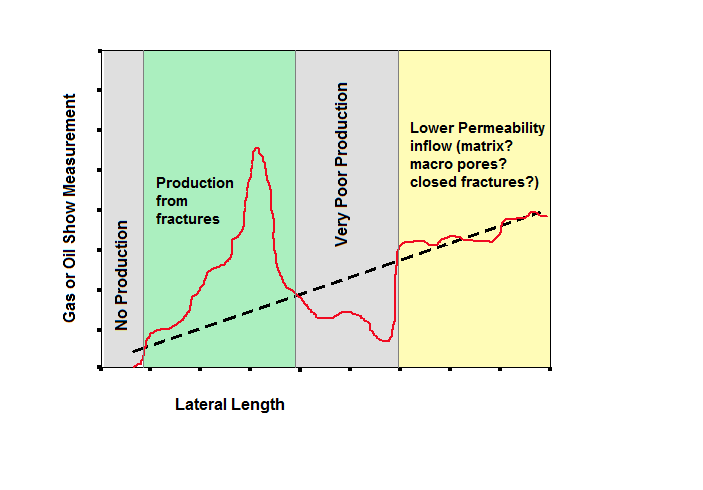 Gas or Oil Show Measurement
No Production
Production
from
fractures
Very Poor Production
Lower Permeability
inflow (matrix?
macro pores?
closed fractures?)
Lateral Length